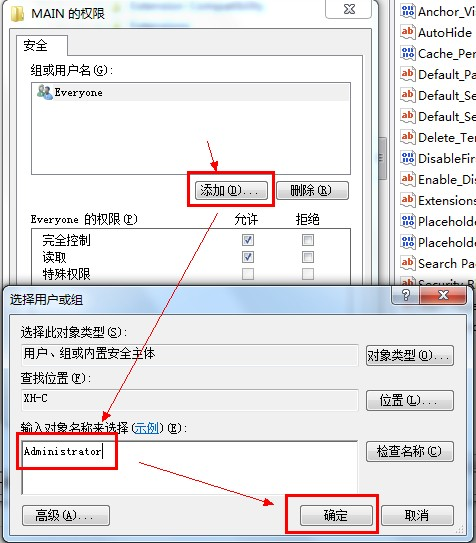 MAIN 的权限
安全
组或用户名(G):
Everyone
添加(D)...
删除(R)
Everyone 的权限(P)
允许
拒绝
完全控制
读取
特殊权限
Anchor_Vi
AutoHide
Cache_Per
Default_Pa
Default_Se
Default_Se
Delete_Ter
DisableFire
Enable_Dis
Extensions
Placeholde
Placeholde
Search Pa
Security R
选择用户或组
选择此对象类型(S):
用户、组或内置安全主体
对象类型(O)...
查找位置(F):
XH-C
位置(L)...
输入对象名称来选择(示例)(E):
Administrator
检查名称(C)
高级(A)...
确定
取消